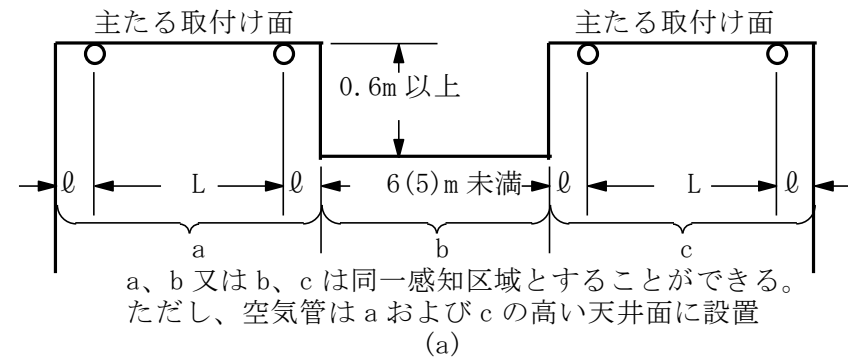 主たる取付け面 主たる取付け面
0.6m 以上
ℓ L ℓ 6(5)m 未満 ℓ L ℓ
a b c
a、b 又は b、c は同一感知区域とすることができる。
ただし、空気管は a および c の高い天井面に設置
(a)